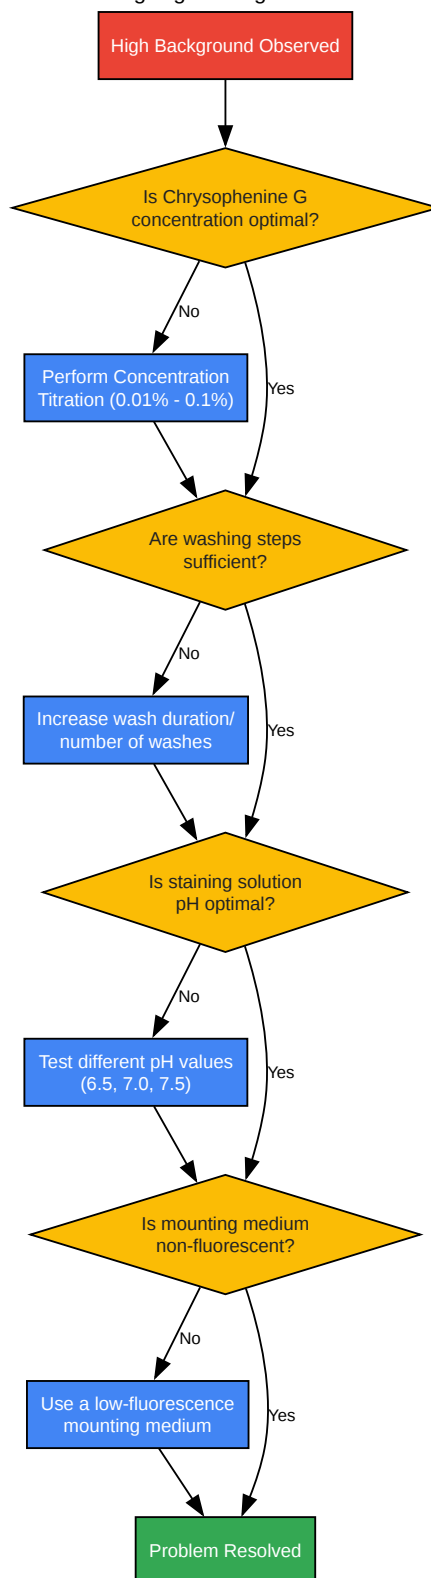 High Background Observed
Is Chrysophenine G
concentration optimal?
No
Perform Concentration
Titration (0.01% - 0.1%)
Yes
Are washing steps
sufficient?
No
Increase wash duration/
number of washes
Yes
Is staining solution
pH optimal?
No
Test different pH values
(6.5, 7.0, 7.5)
Yes
Is mounting medium
non-fluorescent?
No
Use a low-fluorescence
mounting medium
Yes
Problem Resolved